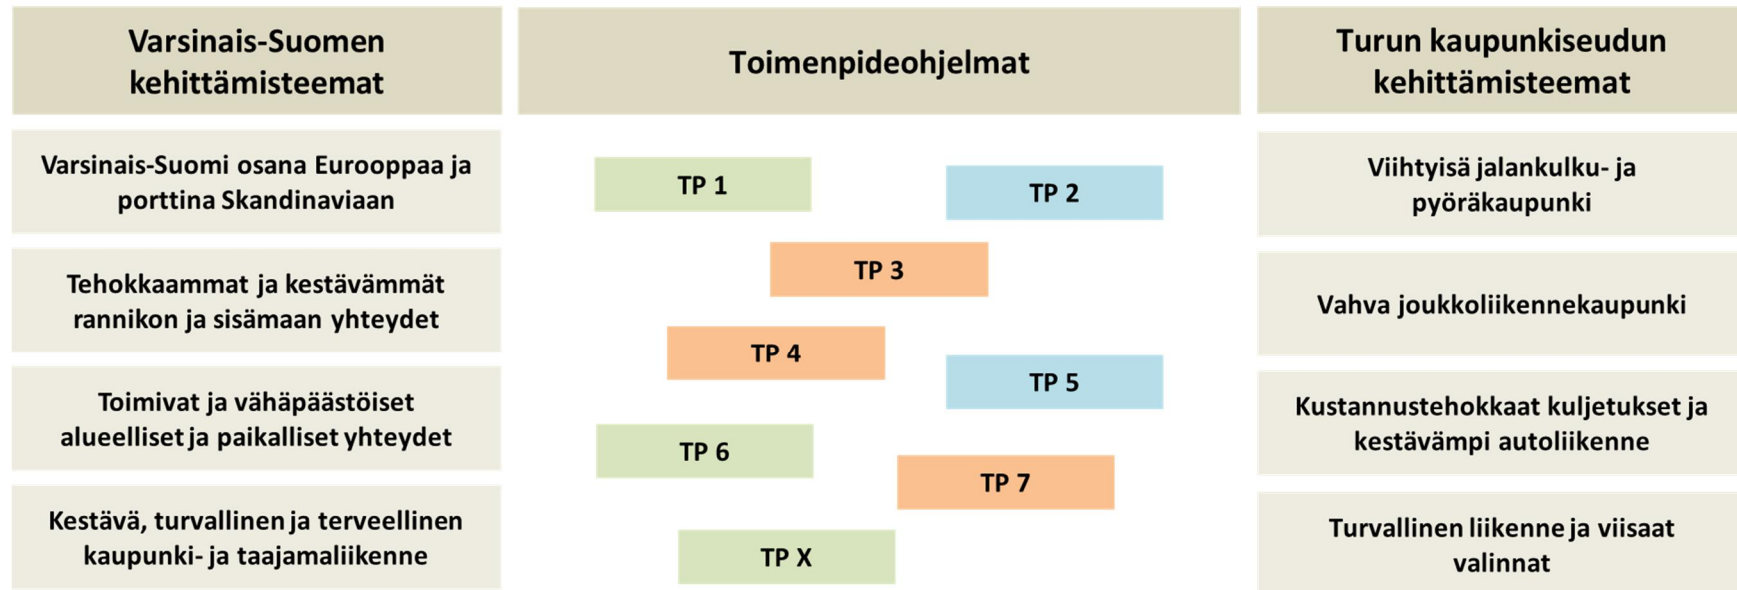 Varsinais-Suomen
kehittämisteemat
Varsinais-Suomi osana Eurooppaa ja
porttina Skandinaviaan
Tehokkaammat ja kestävämmät
rannikon ja sisämaan yhteydet
Toimivat ja vähäpäästöiset
alueelliset ja paikalliset yhteydet
Kestävä, turvallinen ja terveellinen
kaupunki- ja taajamaliikenne
Toimenpideohjelmat
TP 1
TP 2
TP 3
TP 4
TP 5
TP 6
TP 7
TP X
Turun kaupunkiseudun
kehittämisteemat
Viihtyisä jalankulku- ja
pyöräkaupunki
Vahva joukkoliikennekaupunki
Kustannustehokkaat kuljetukset ja
kestävämpi autoliikenne
Turvallinen liikenne ja viisaat
valinnat